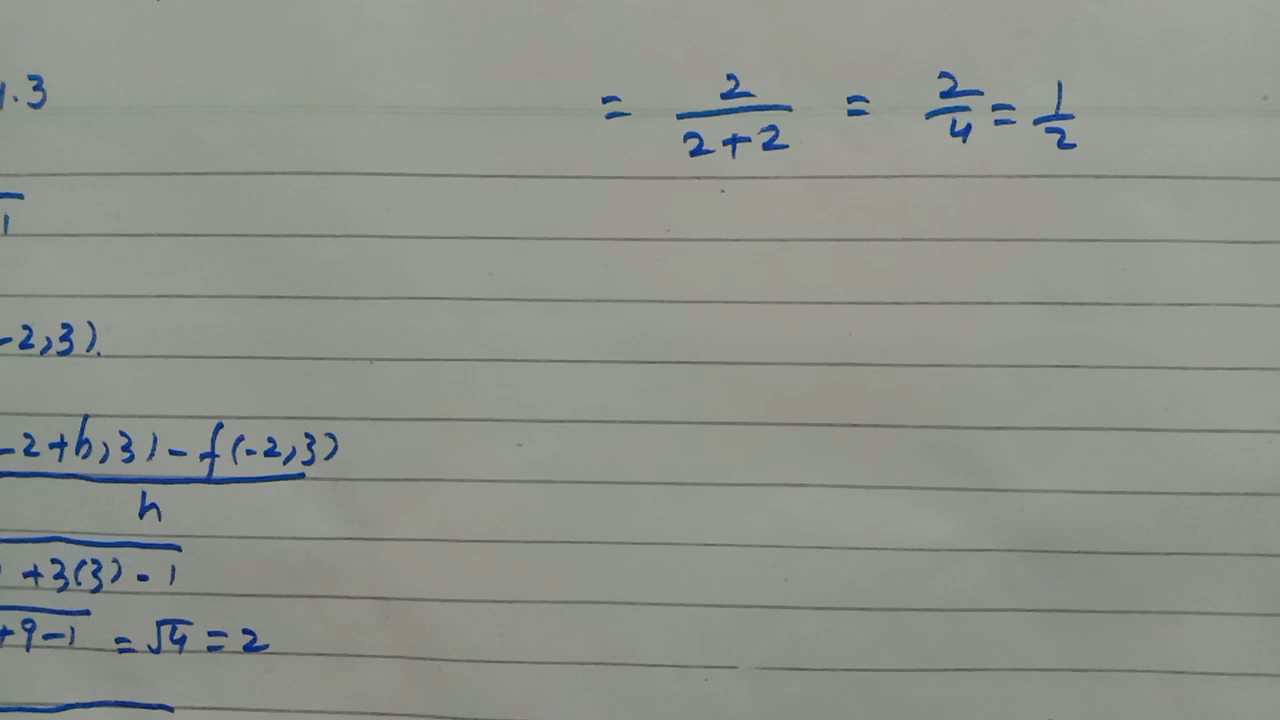 .3
= 2/(2+2) = 2/4 = 1/2
1
-2,3).
-2+h,3)-f(-2,3)
h
+3(3)-1
+9-1 = √4 = 2